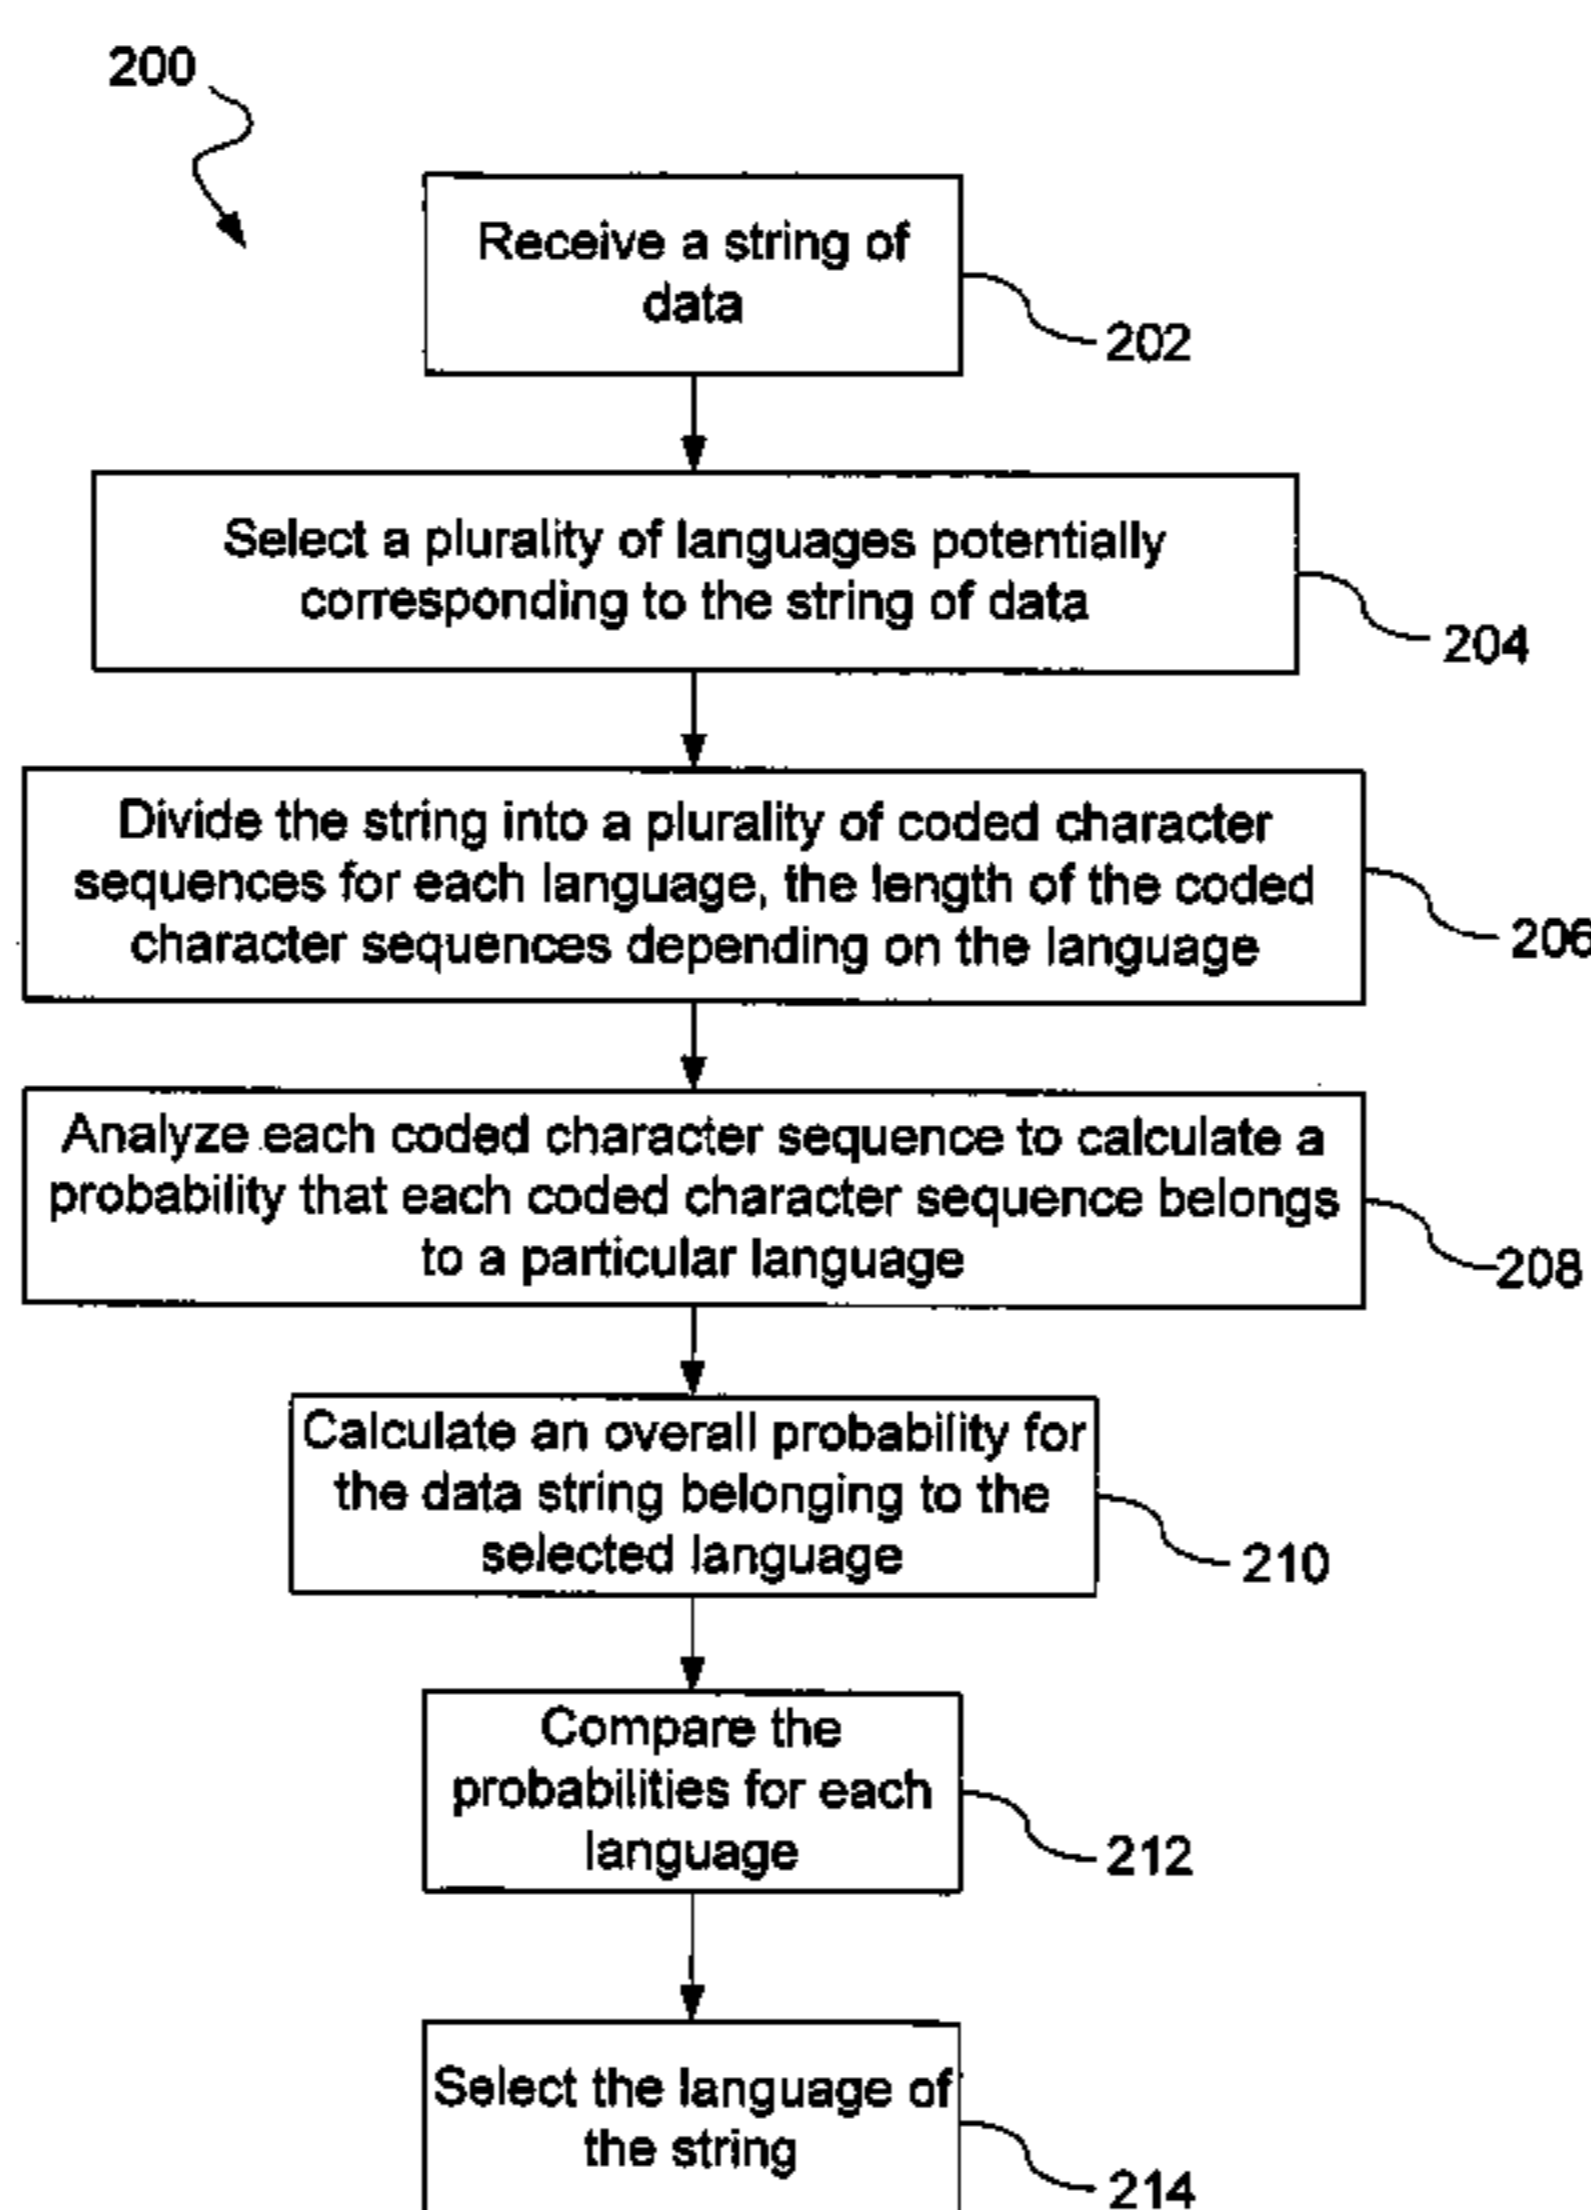 200
Receive a string of
data
202
Select a plurality of languages potentially
corresponding to the string of data
204
Divide the string into a plurality of coded character
sequences for each language, the length of the coded
character sequences depending on the language
206
Analyze each coded character sequence to calculate a
probability that each coded character sequence belongs
to a particular language
208
Calculate an overall probability for
the data string belonging to the
selected language
210
Compare the
probabilities for each
language
212
Select the language of
the string
214